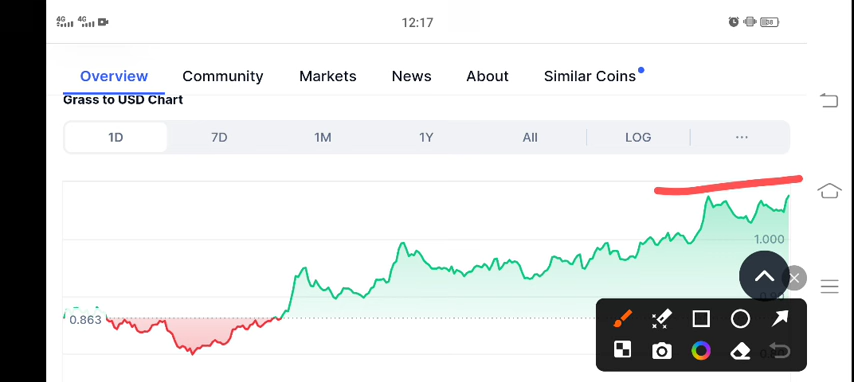 4G 4G 12:17 38
Overview Community Markets News About Similar Coins
Grass to USD Chart
1D 7D 1M 1Y All LOG ...
1.000
0.863